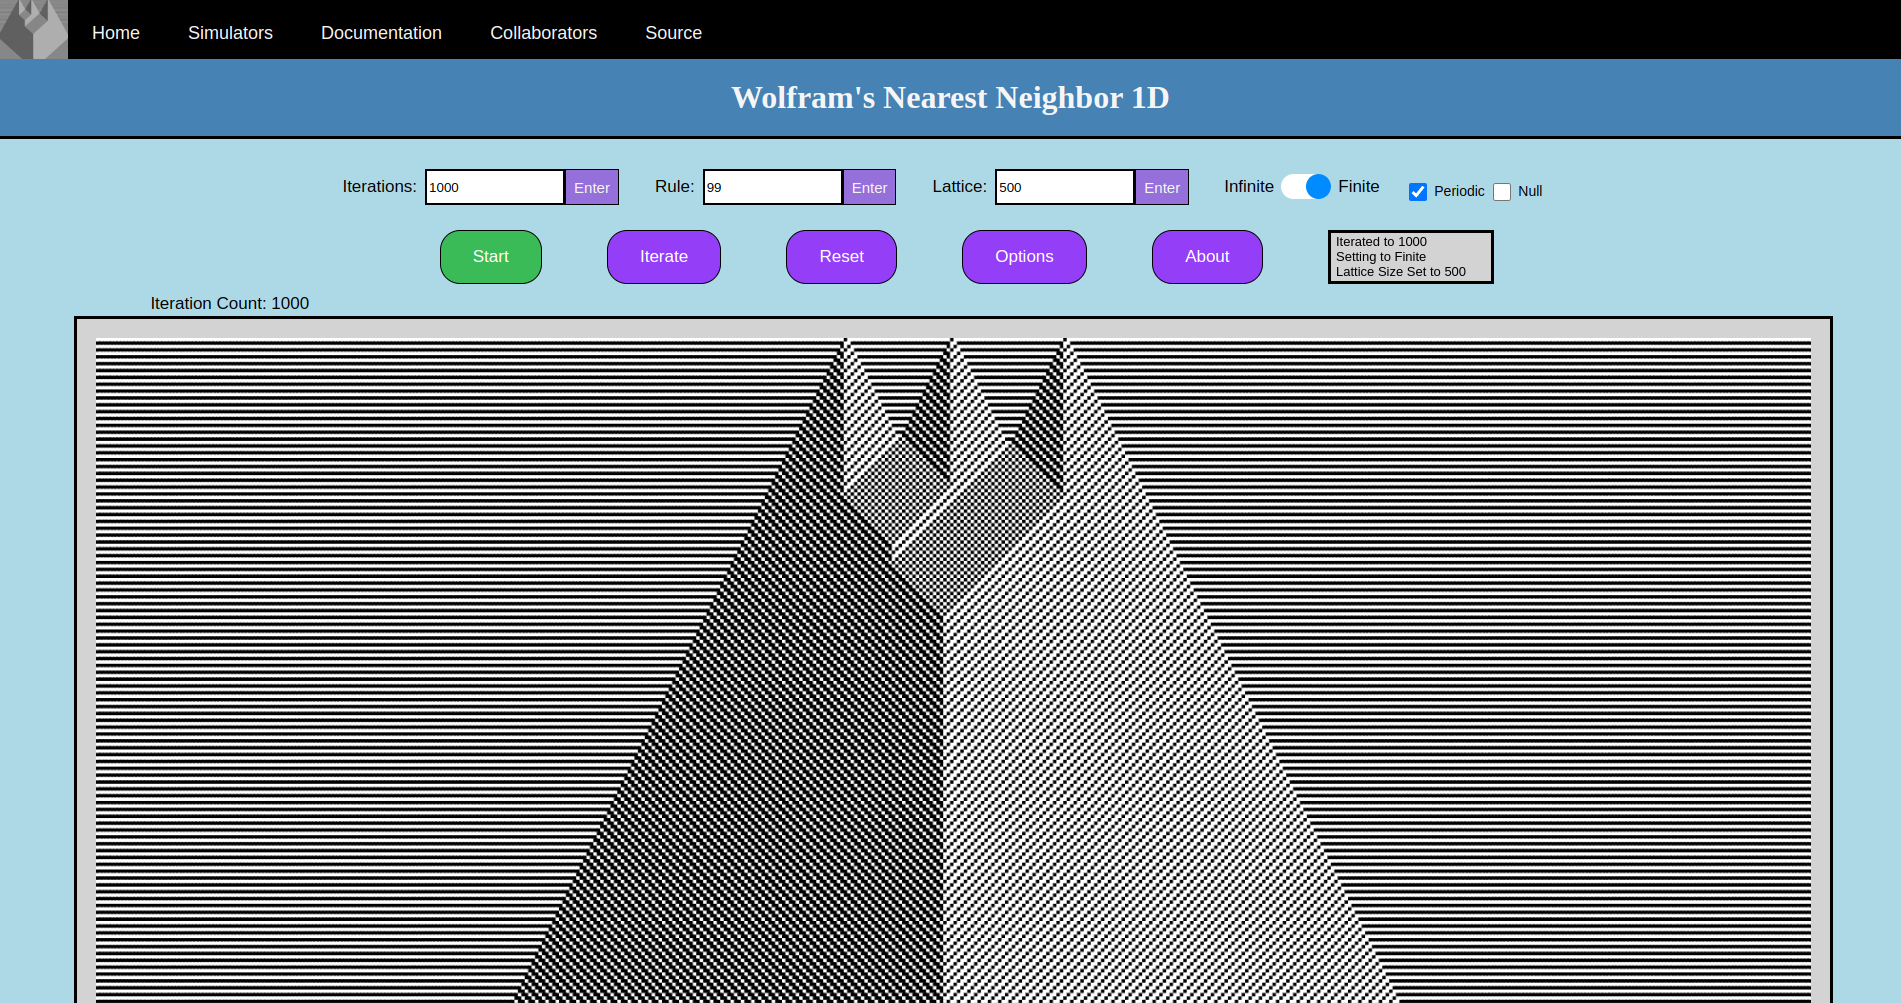 Home Simulators Documentation Collaborators Source
Wolfram's Nearest Neighbor 1D
Iterations: 1000 Enter Rule: 99 Enter Lattice: 500 Enter Infinite Finite Periodic Null
Start Iterate Reset Options About
Iterated to 1000
Setting to Finite
Lattice Size Set to 500
Iteration Count: 1000